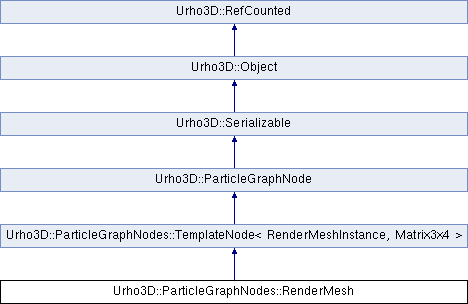 Urho3D::RefCounted
Urho3D::Object
Urho3D::Serializable
Urho3D::ParticleGraphNode
Urho3D::ParticleGraphNodes::TemplateNode< RenderMeshInstance, Matrix3x4 >
Urho3D::ParticleGraphNodes::RenderMesh